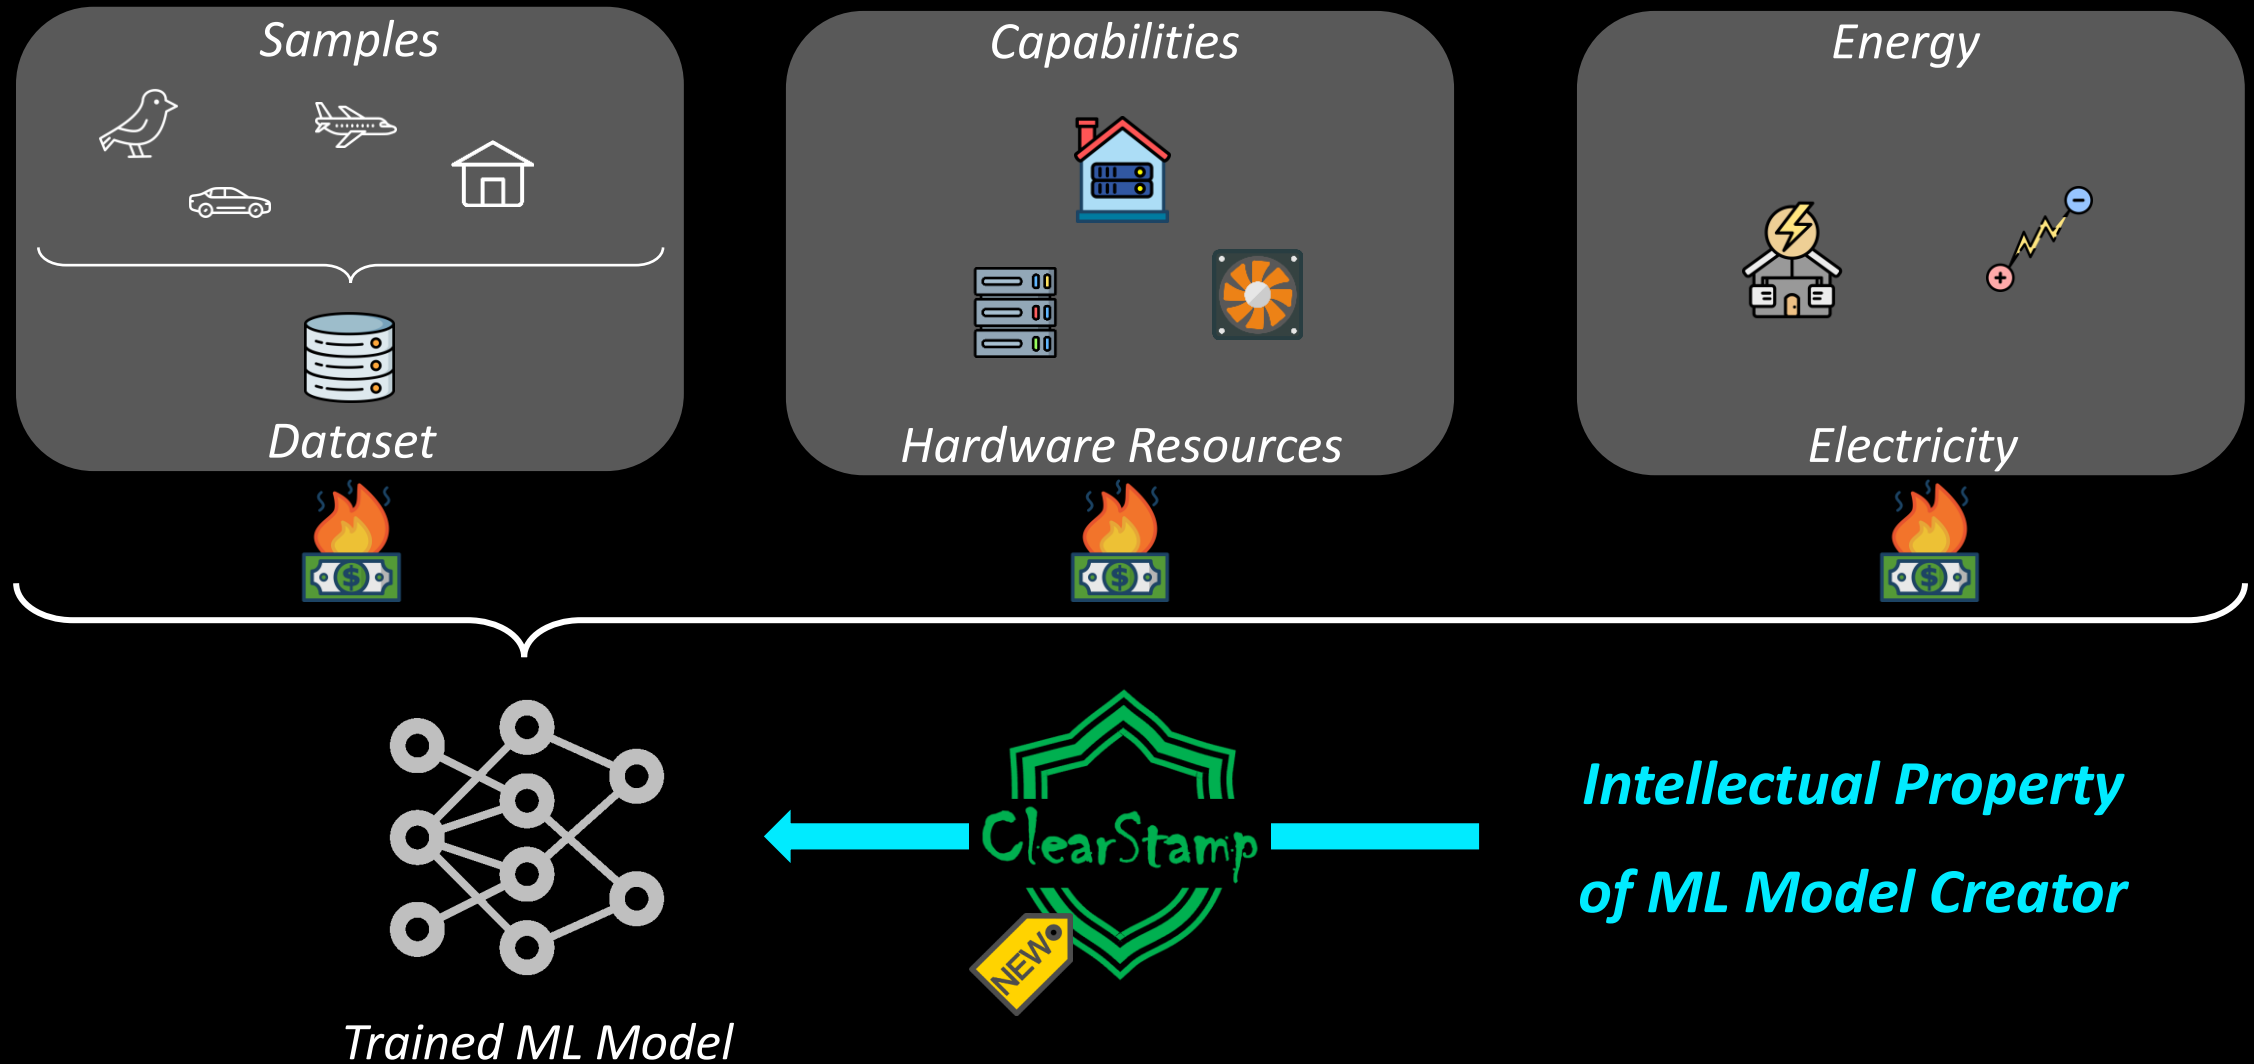 Samples
Capabilities
Energy
Dataset
Hardware Resources
Electricity
$
$
$
ClearStamp
NEW
Intellectual Property
of ML Model Creator
Trained ML Model